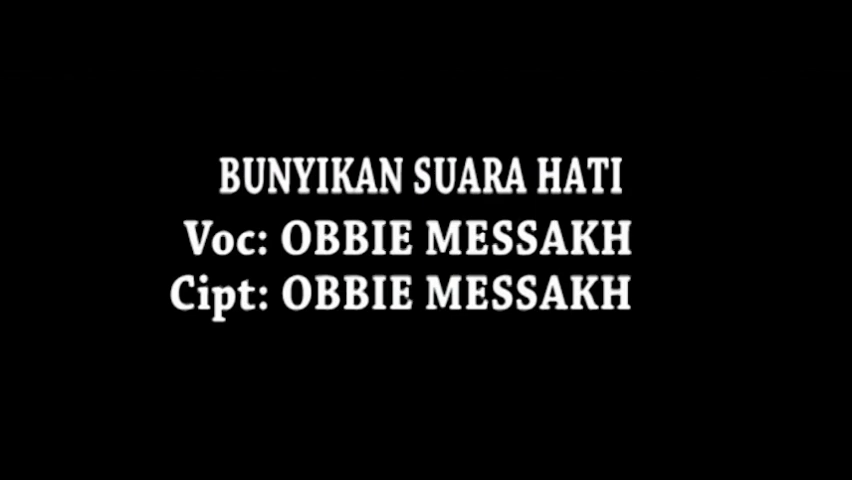 BUNYIKAN SUARA HATI
Voc: OBBIE MESSAKH
Cipt: OBBIE MESSAKH